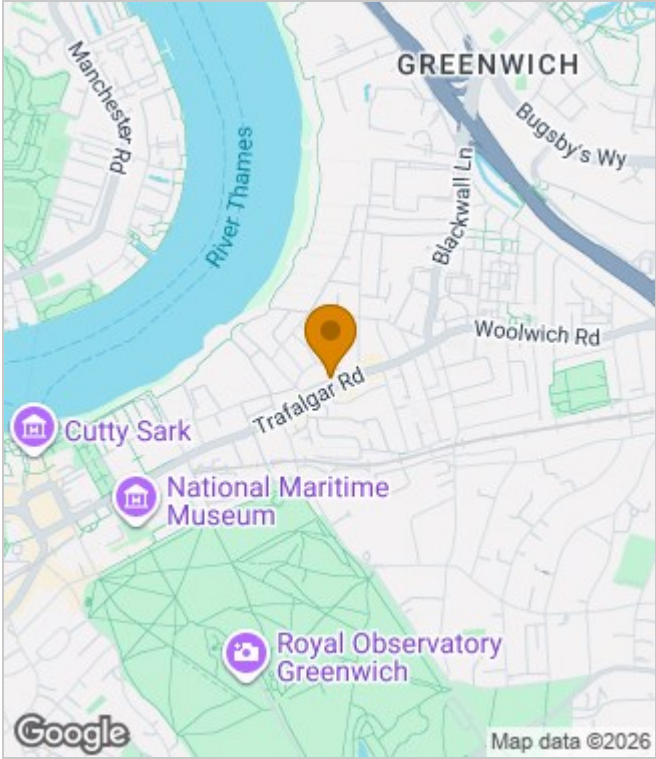 GREENWICH
Manchester Rd
Bugsby's Wy
River Thames
Blackwall Ln
Woolwich Rd
Trafalgar Rd
Cutty Sark
National Maritime
Museum
Royal Observatory
Greenwich
Google
Map data ©2026